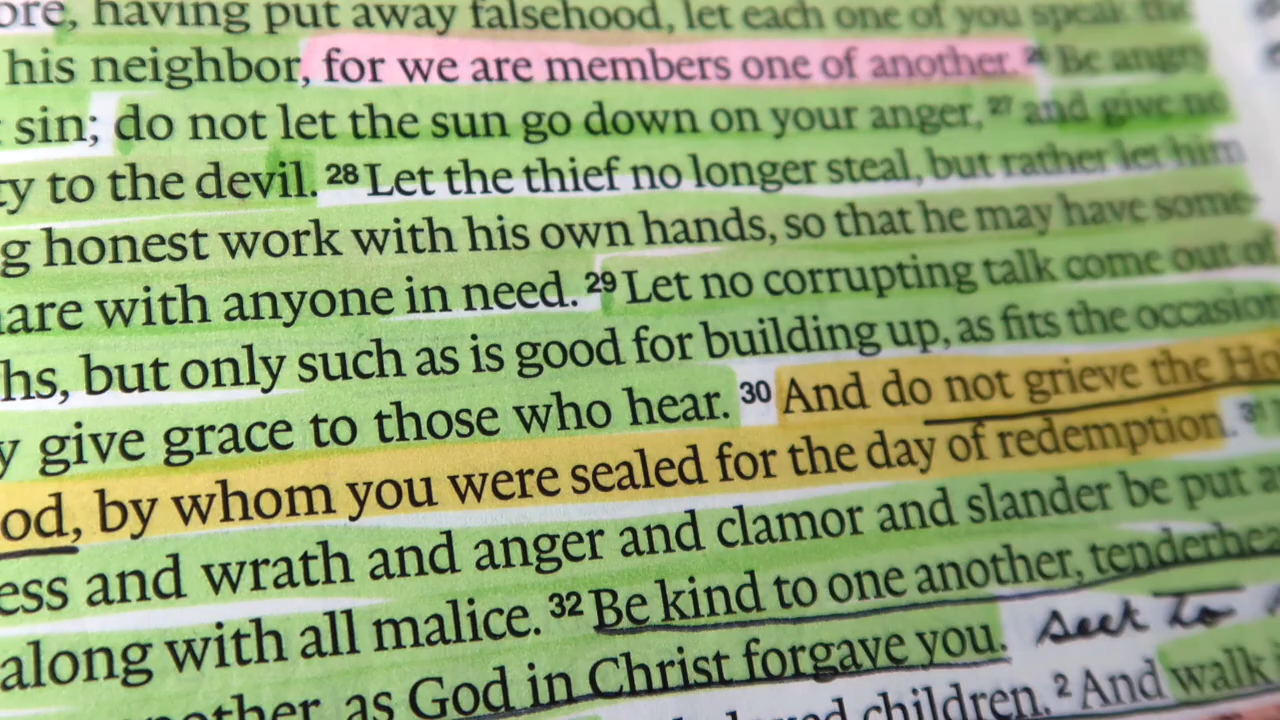 ore, having put away falsehood, let each one of you speak the
his neighbor, for we are members one of another. 26 Be angry
sin; do not let the sun go down on your anger, 27 and give no
ty to the devil. 28 Let the thief no longer steal, but rather let him
g honest work with his own hands, so that he may have some-
are with anyone in need. 29 Let no corrupting talk come out of
hs, but only such as is good for building up, as fits the occasion
y give grace to those who hear. 30 And do not grieve the Ho
od, by whom you were sealed for the day of redemption. 31
ess and wrath and anger and clamor and slander be put a
along with all malice. 32 Be kind to one another, tenderhea
nother, as God in Christ forgave you. seek to
children. 2 And walk